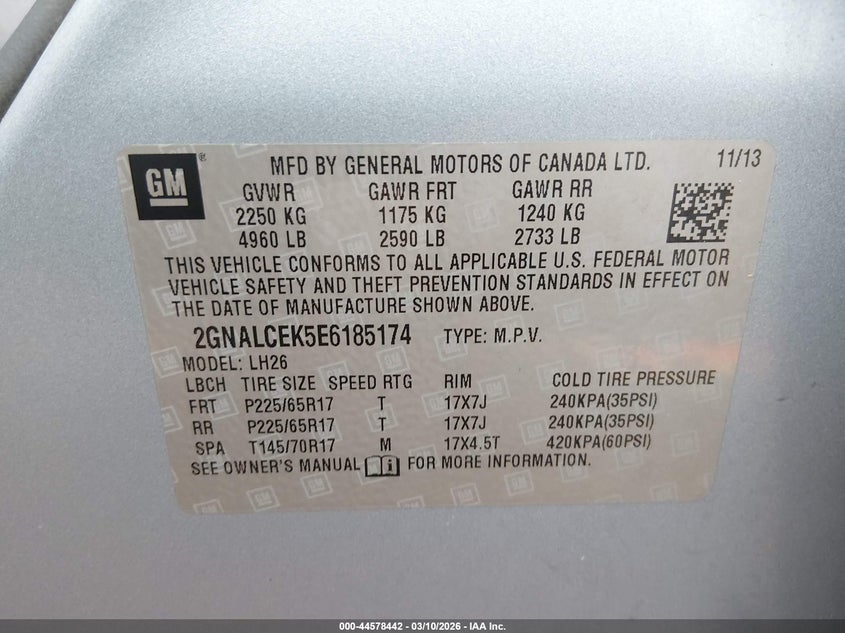 GM ® MFD BY GENERAL MOTORS OF CANADA LTD. 11/13
GVWR GAWR FRT GAWR RR
2250 KG 1175 KG 1240 KG
4960 LB 2590 LB 2733 LB
THIS VEHICLE CONFORMS TO ALL APPLICABLE U.S. FEDERAL MOTOR
VEHICLE SAFETY AND THEFT PREVENTION STANDARDS IN EFFECT ON
THE DATE OF MANUFACTURE SHOWN ABOVE.
2GNALCEK5E6185174 TYPE: M.P.V.
MODEL: LH26
LBCH TIRE SIZE SPEED RTG RIM COLD TIRE PRESSURE
FRT P225/65R17 T 17X7J 240KPA(35PSI)
RR P225/65R17 T 17X7J 240KPA(35PSI)
SPA T145/70R17 M 17X4.5T 420KPA(60PSI)
SEE OWNER'S MANUAL FOR MORE INFORMATION.
000-44578442 - 03/10/2026 - IAA Inc.